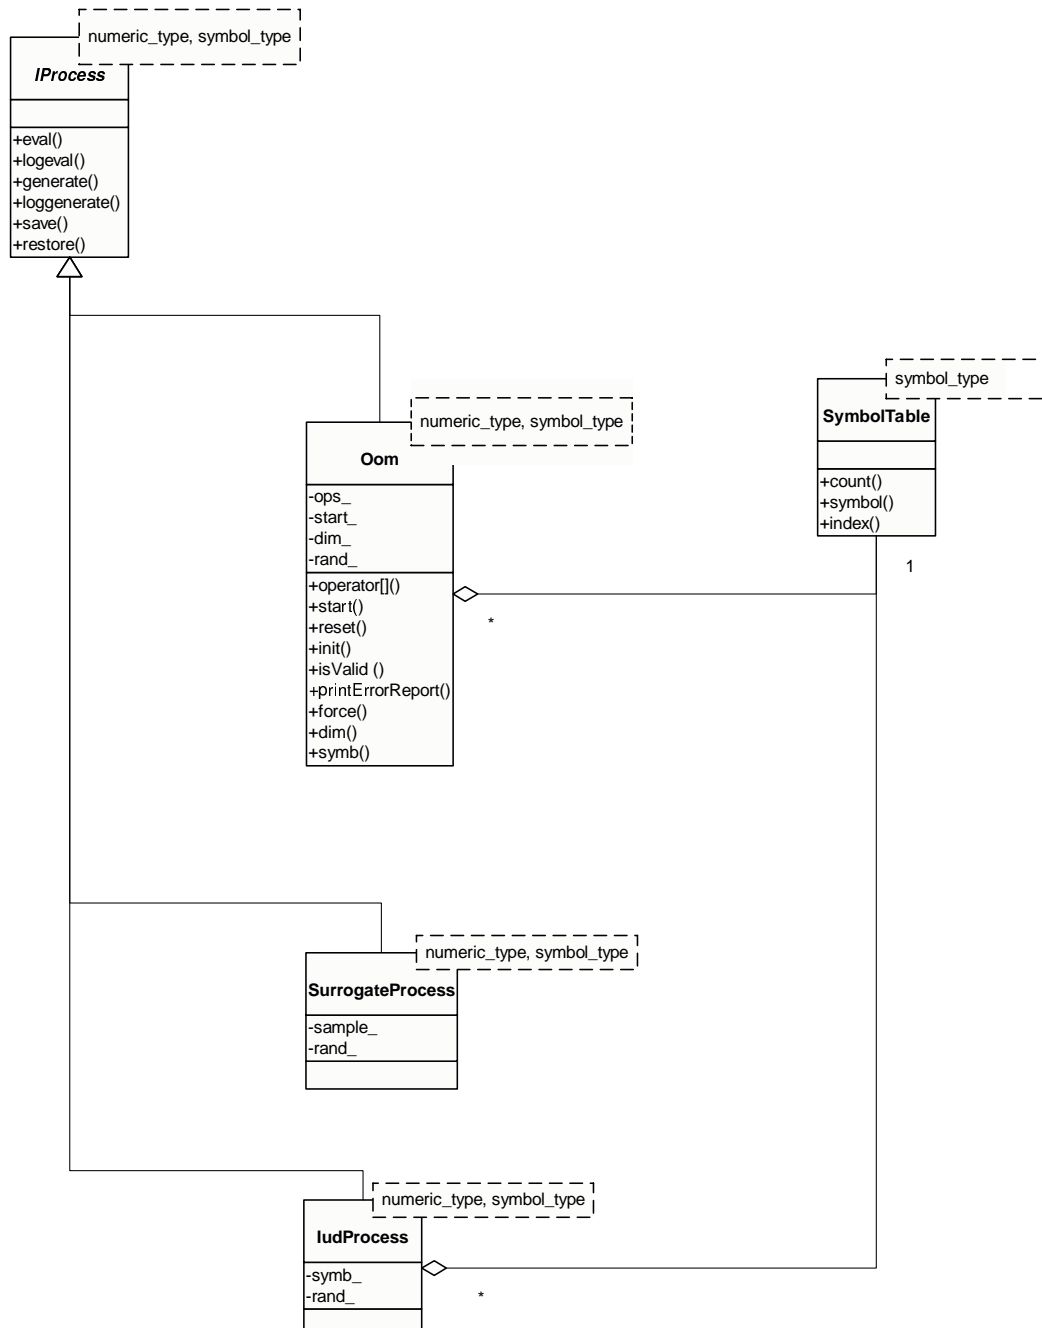 numeric_type, symbol_type
IProcess
+eval()
+logeval()
+generate()
+loggenerate()
+save()
+restore()
numeric_type, symbol_type
Oom
-ops_
-start_
-dim_
-rand_
+operator[]()
+start()
+reset()
+init()
+isValid ()
+printErrorReport()
+force()
+dim()
+symb()
symbol_type
SymbolTable
+count()
+symbol()
+index()
1
*
numeric_type, symbol_type
SurrogateProcess
-sample_
-rand_
numeric_type, symbol_type
IudProcess
-symb_
-rand_
*